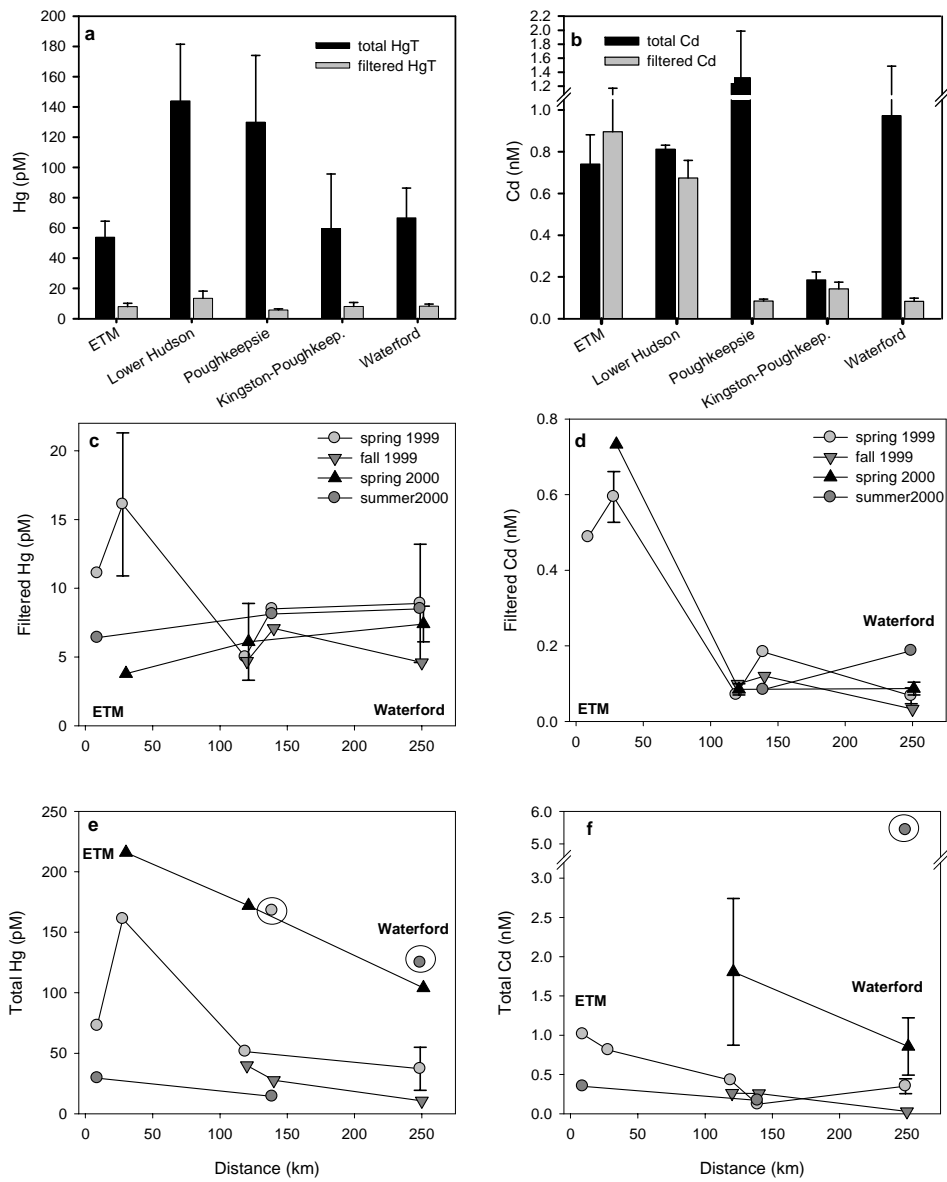 a
total HgT
filtered HgT
200
180
160
140
120
100
80
60
40
20
0
Hg (pM)
ETM
Lower Hudson
Poughkeepsie
Kingston-Poughkeep.
Waterford
b
total Cd
filtered Cd
2.2
2.0
1.8
1.6
1.4
1.2
1.0
0.8
0.6
0.4
0.2
0.0
Cd (nM)
ETM
Lower Hudson
Poughkeepsie
Kingston-Poughkeep.
Waterford
c
spring 1999
fall 1999
spring 2000
summer2000
20
15
10
5
0
Filtered Hg (pM)
ETM
Waterford
0
50
100
150
200
250
d
spring 1999
fall 1999
spring 2000
summer2000
0.8
0.6
0.4
0.2
0.0
Filtered Cd (nM)
ETM
Waterford
0
50
100
150
200
250
e
ETM
Waterford
250
200
150
100
50
0
Total Hg (pM)
0
50
100
150
200
250
Distance (km)
f
ETM
Waterford
6.0
5.0
3.0
2.5
2.0
1.5
1.0
0.5
0.0
Total Cd (nM)
0
50
100
150
200
250
Distance (km)